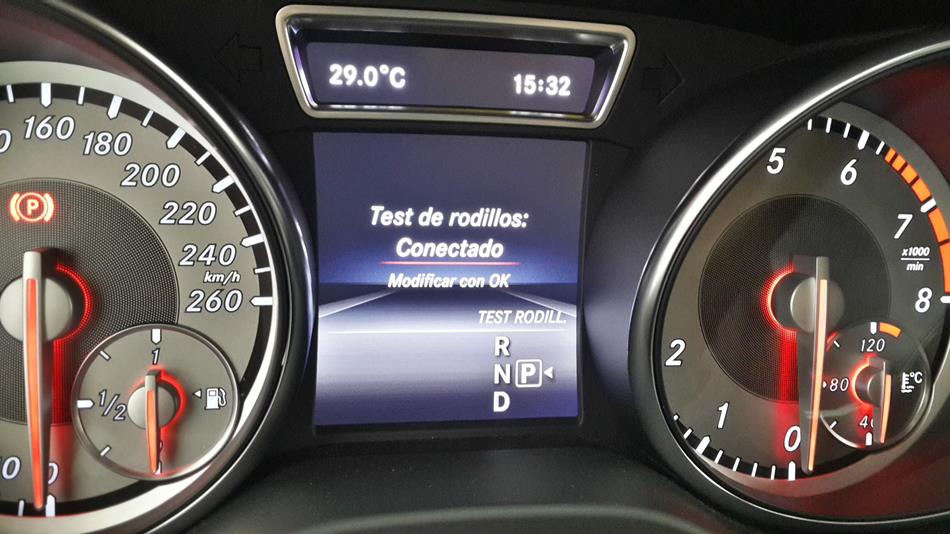 29.0°C 15:32
160
180
200
220
240
km/h
260
P
1
1/2
0
Test de rodillos:
Conectado
Modificar con OK
TEST RODILL.
R
N P
D
5
6
7
x1000
min
8
2
1
0
120
80
°C